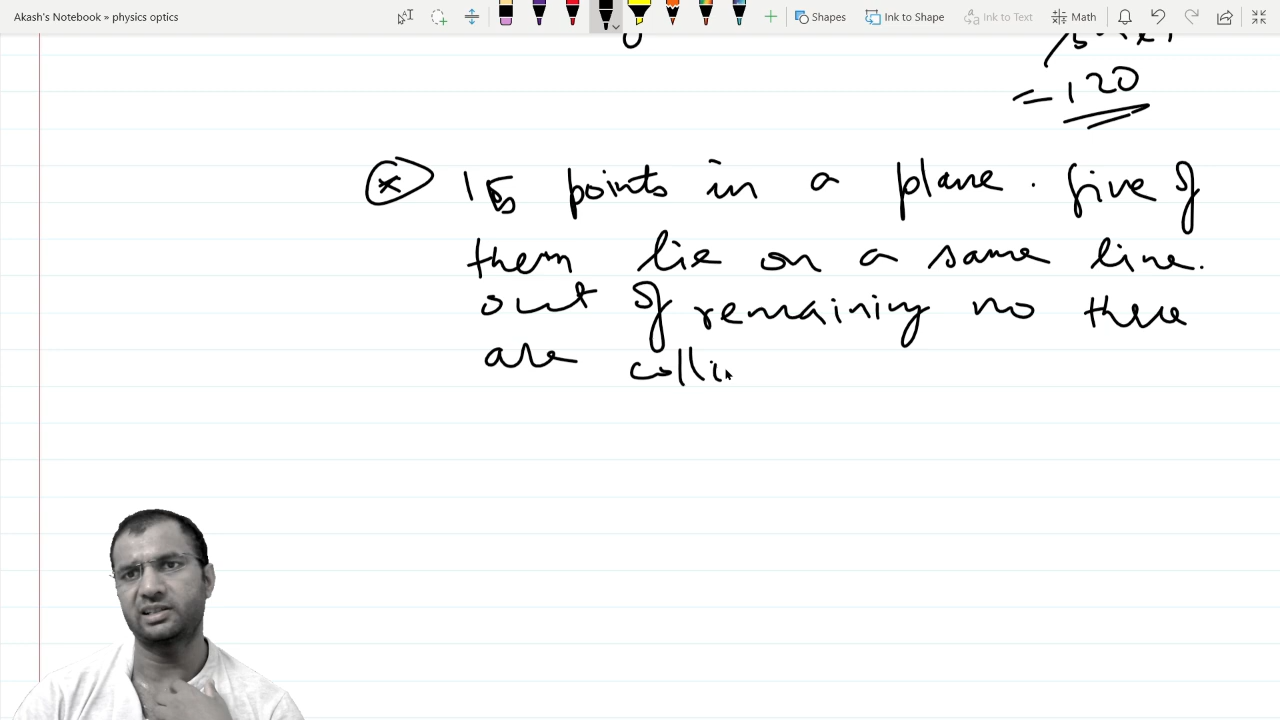 Akash's Notebook » physics optics
Shapes
Ink to Shape
Ink to Text
Math
= 120
15 points in a plane. five of
them lie on a same line.
out of remaining no three
are colli